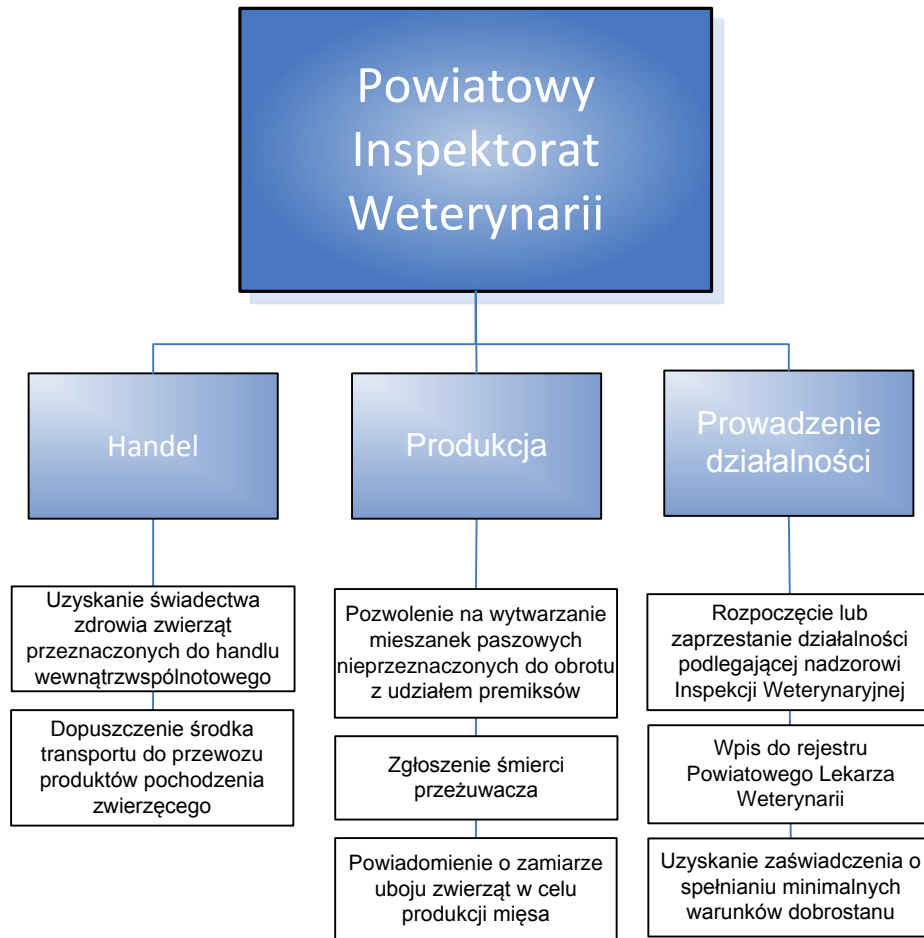 Powiatowy
Inspektorat
Weterynarii
Handel
Uzyskanie świadectwa
zdrowia zwierząt
przeznaczonych do handlu
wewnątrzwspólnotowego
Dopuszczenie środka
transportu do przewozu
produktów pochodzenia
zwierzęcego
Produkcja
Pozwolenie na wytwarzanie
mieszanek paszowych
nieprzeznaczonych do obrotu
z udziałem premiksów
Zgłoszenie śmierci
przeżuwacza
Powiadomienie o zamiarze
uboju zwierząt w celu
produkcji mięsa
Prowadzenie
działalności
Rozpoczęcie lub
zaprzestanie działalności
podlegającej nadzorowi
Inspekcji Weterynaryjnej
Wpis do rejestru
Powiatowego Lekarza
Weterynarii
Uzyskanie zaświadczenia o
spełnianiu minimalnych
warunków dobrostanu